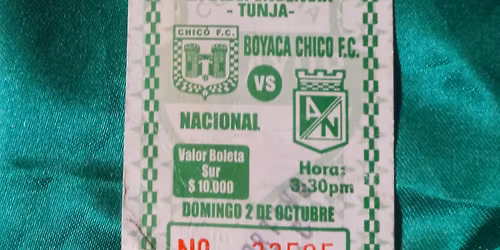 - TUNJA-
CHICÓ F.C.
BOYACA CHICO F.C.
VS
NACIONAL
AN
Valor Boleta
Sur
$ 10.000
Hora:
3:30pm
DOMINGO 2 DE OCTUBRE
NO